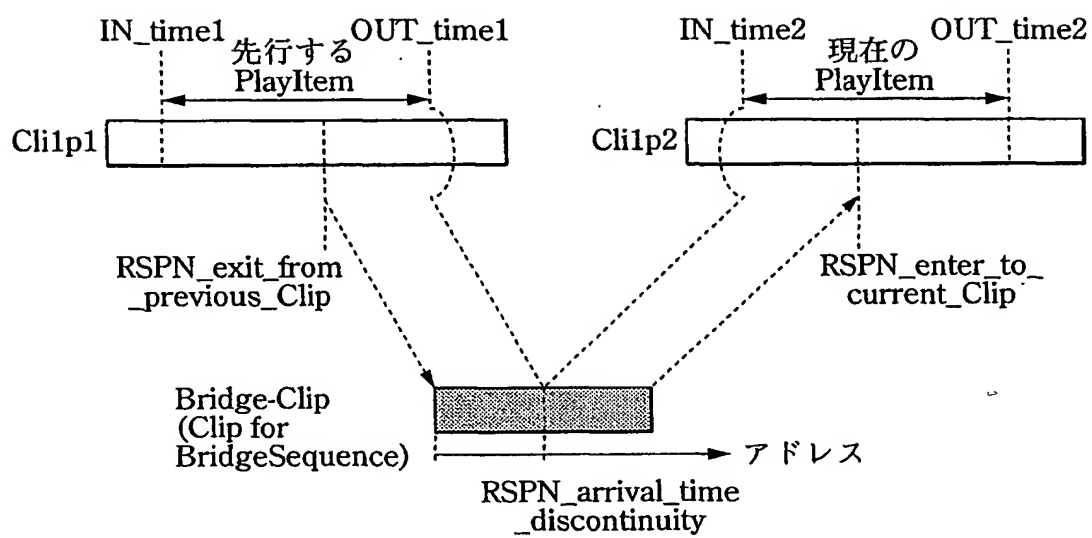 IN_time1
OUT_time1
先行する
PlayItem
IN_time2
OUT_time2
現在の
PlayItem
Cli1p1
Cli1p2
RSPN_exit_from
_previous_Clip
RSPN_enter_to_
current_Clip
Bridge-Clip
(Clip for
BridgeSequence)
アドレス
RSPN_arrival_time
_discontinuity